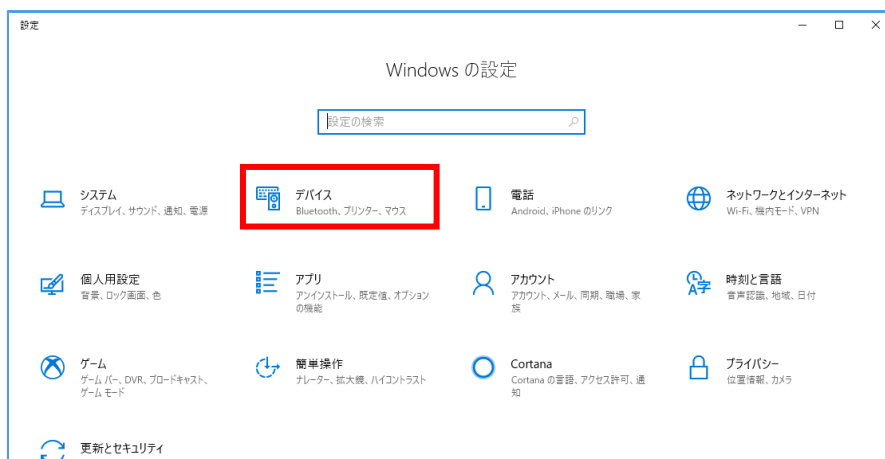 設定
Windows の設定
設定の検索
システム
ディスプレイ、サウンド、通知、電源
デバイス
Bluetooth、プリンター、マウス
電話
Android、iPhone のリンク
ネットワークとインターネット
Wi-Fi、機内モード、VPN
個人用設定
背景、ロック画面、色
アプリ
アンインストール、既定値、オプション
の機能
アカウント
アカウント、メール、同期、職場、家
族
時刻と言語
音声認識、地域、日付
ゲーム
ゲーム バー、DVR、ブロードキャスト、
ゲーム モード
簡単操作
ナレーター、拡大鏡、ハイコントラスト
Cortana
Cortana の言語、アクセス許可、通
知
プライバシー
位置情報、カメラ
更新とセキュリティ